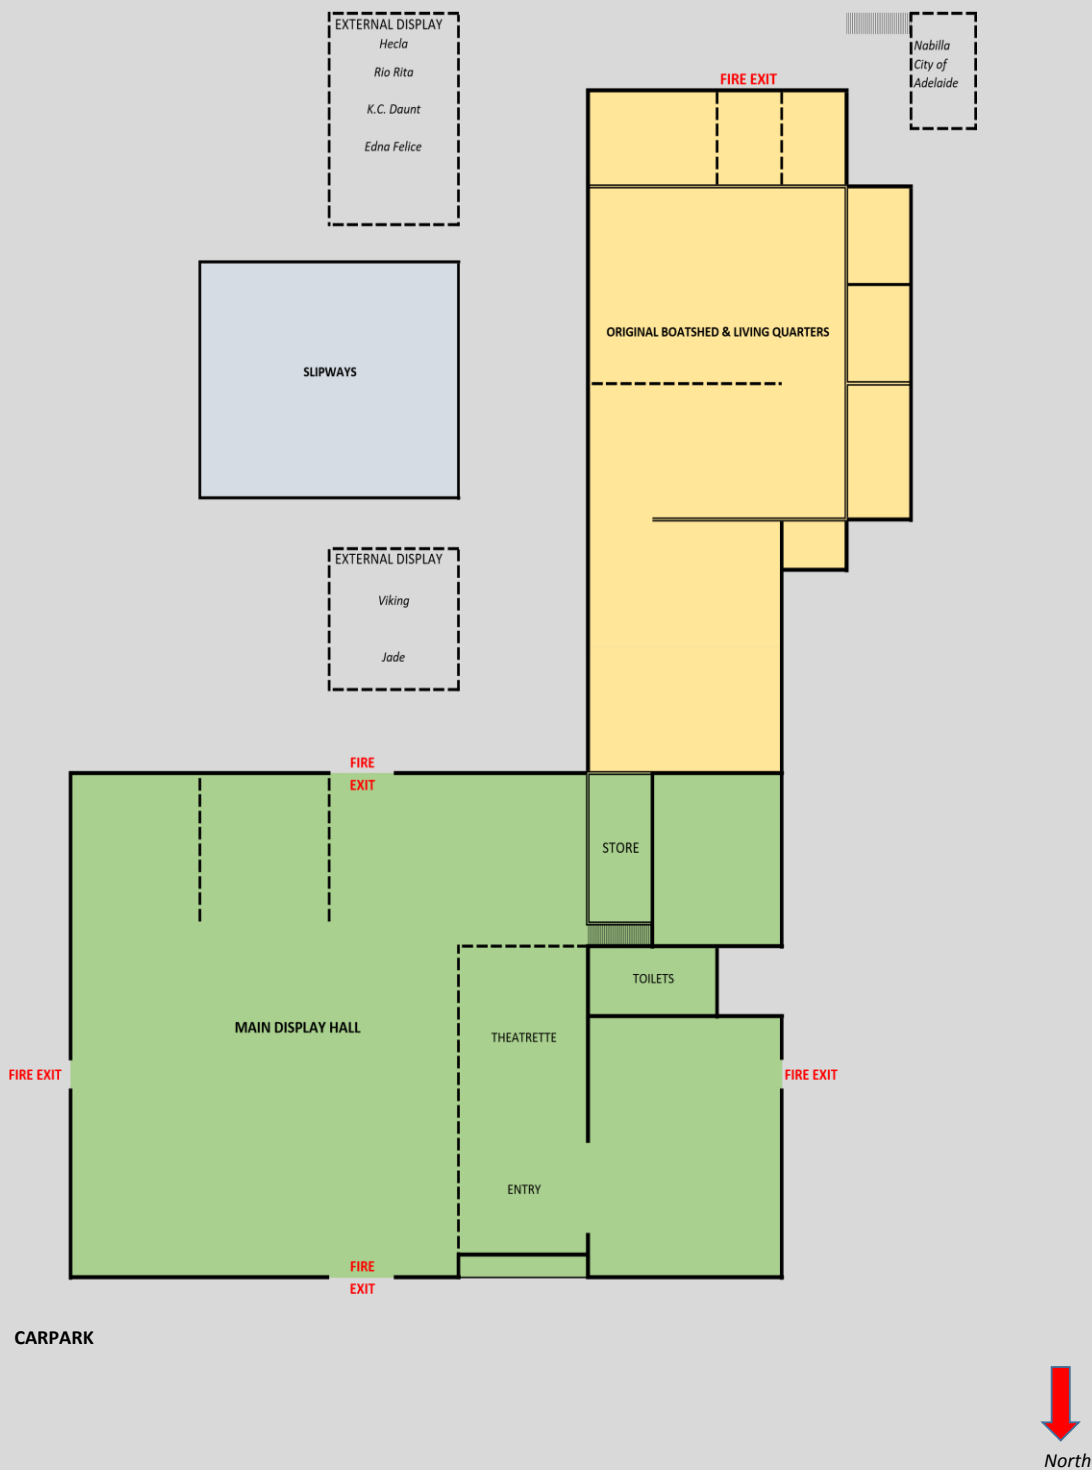 EXTERNAL DISPLAY
Hecla
Rio Rita
K.C. Daunt
Edna Felice
Nabilla
City of
Adelaide
FIRE EXIT
ORIGINAL BOATSHED & LIVING QUARTERS
SLIPWAYS
EXTERNAL DISPLAY
Viking
Jade
FIRE
EXIT
STORE
TOILETS
MAIN DISPLAY HALL
THEATRETTE
FIRE EXIT
FIRE EXIT
ENTRY
FIRE
EXIT
CARPARK
North